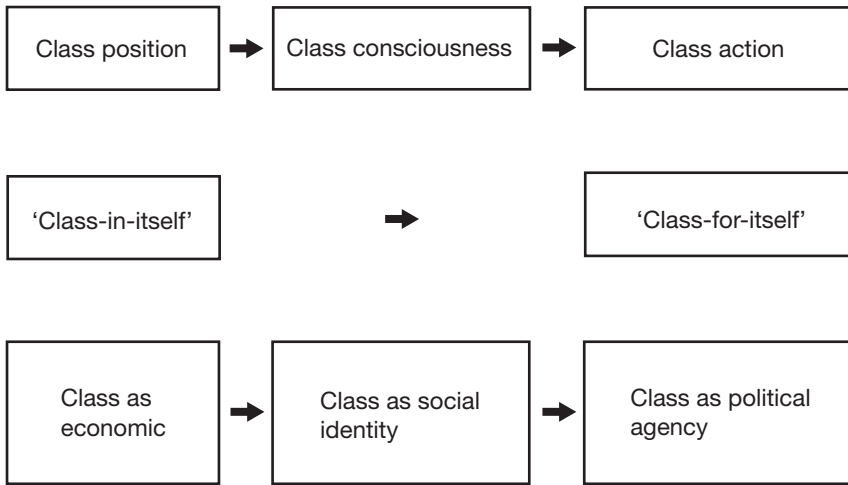 Class position
Class consciousness
Class action
‘Class-in-itself’
‘Class-for-itself’
Class as
economic
Class as social
identity
Class as political
agency